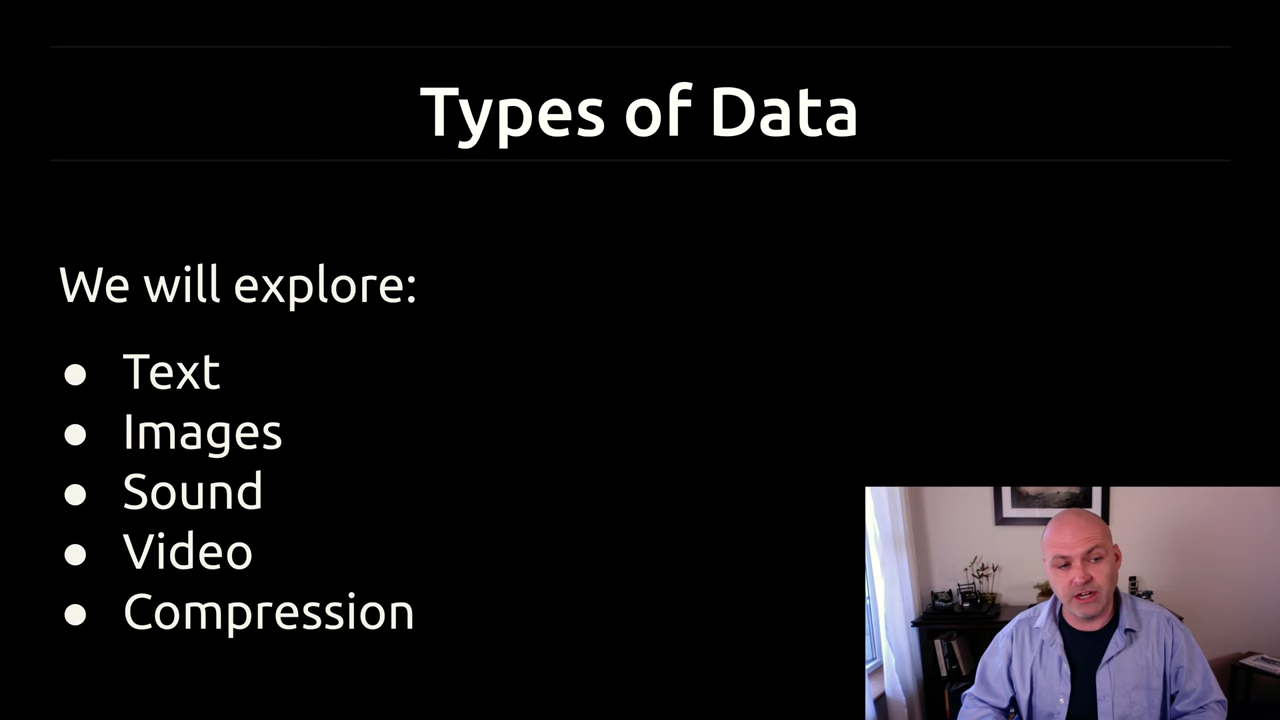 Types of Data
We will explore:
● Text
● Images
● Sound
● Video
● Compression